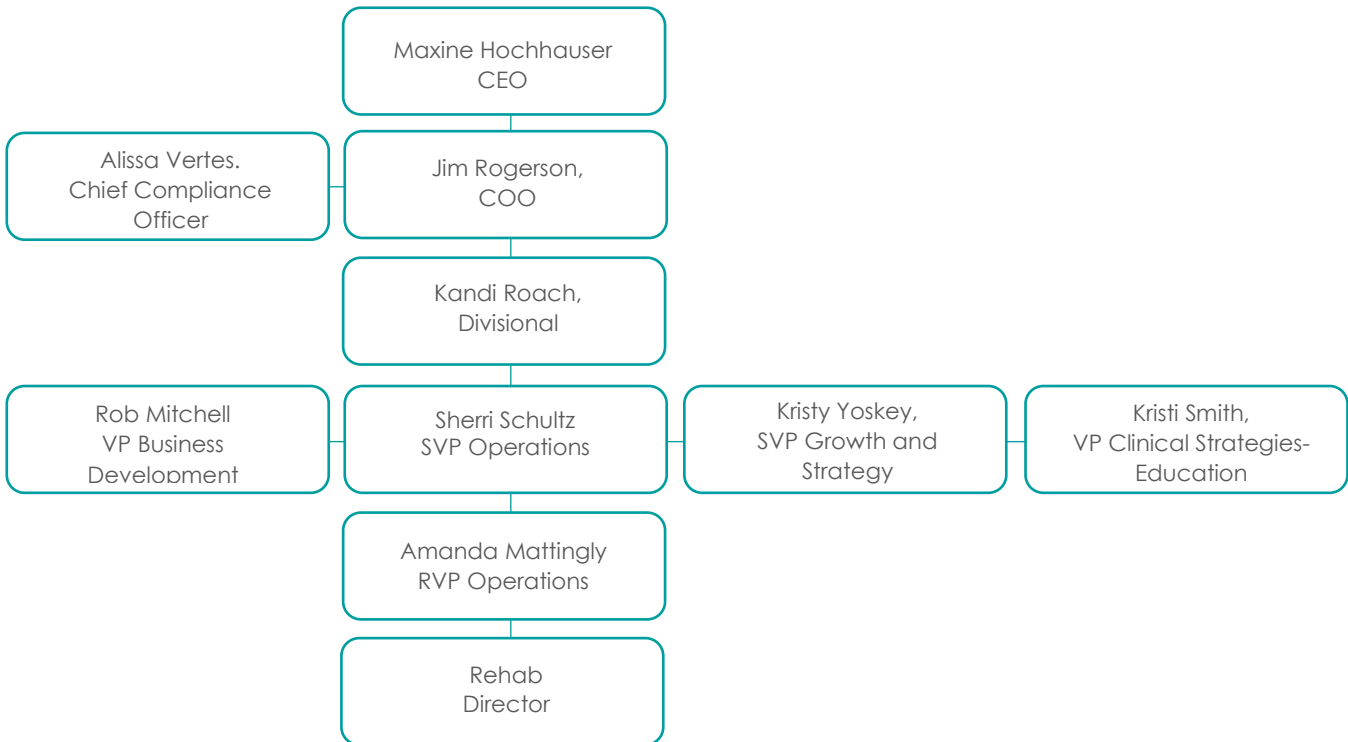 Maxine Hochhauser
CEO
Alissa Vertes.
Chief Compliance
Officer
Jim Rogerson,
COO
Kandi Roach,
Divisional
Rob Mitchell
VP Business
Development
Sherri Schultz
SVP Operations
Kristy Yoskey,
SVP Growth and
Strategy
Kristi Smith,
VP Clinical Strategies-
Education
Amanda Mattingly
RVP Operations
Rehab
Director